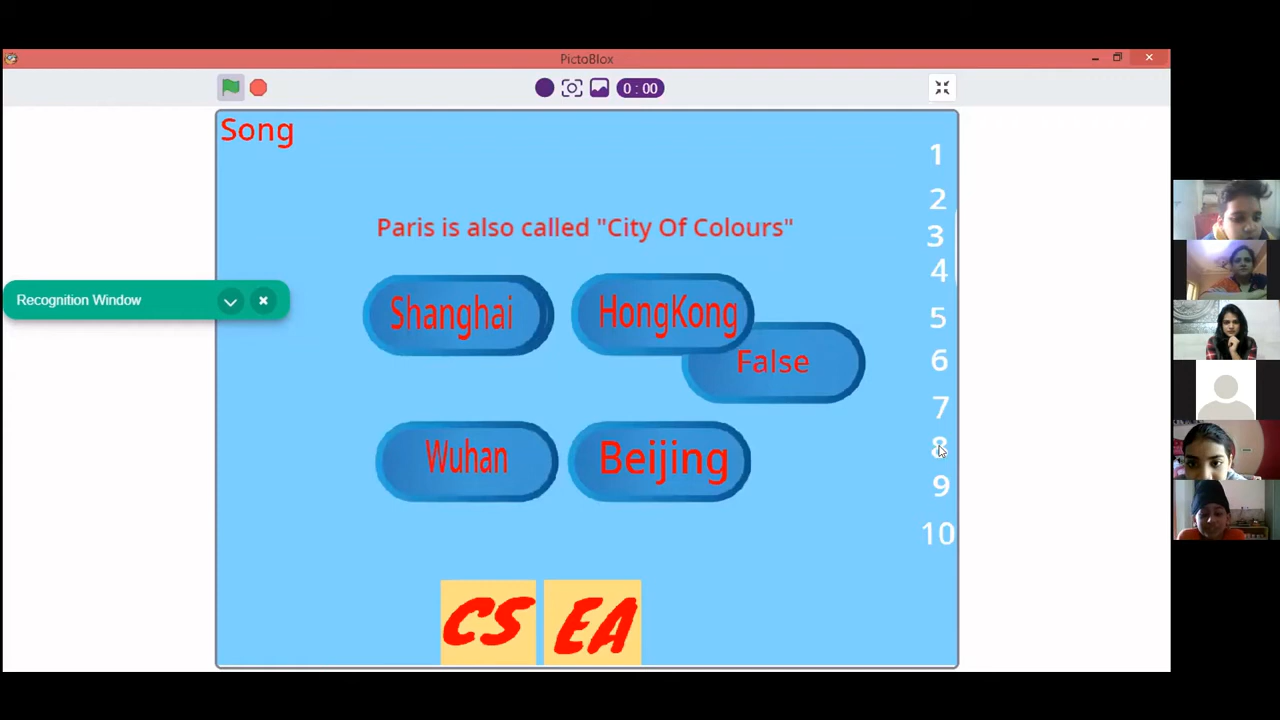 PictoBlox
0 : 00
Song
1
2
3
4
5
6
7
8
9
10
Paris is also called "City Of Colours"
Shanghai
HongKong
False
Recognition Window
Wuhan
Beijing
CS
EA